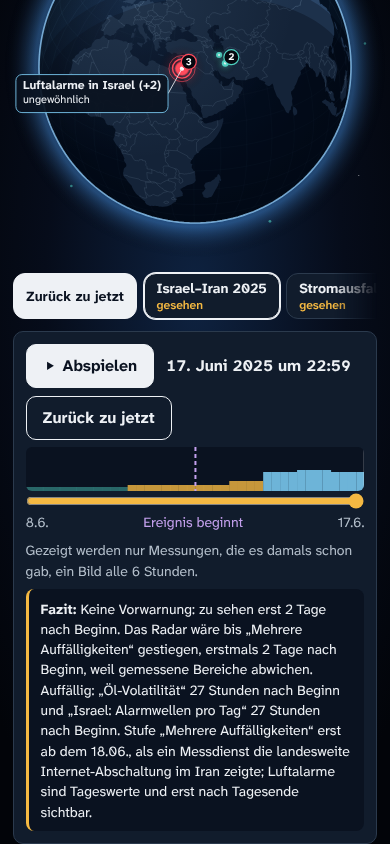 3
2
Luftalarme in Israel (+2)
ungewöhnlich
Zurück zu jetzt
Israel–Iran 2025
gesehen
Stromausfa
gesehen
Abspielen
17. Juni 2025 um 22:59
Zurück zu jetzt
8.6.
Ereignis beginnt
17.6.
Gezeigt werden nur Messungen, die es damals schon
gab, ein Bild alle 6 Stunden.
Fazit: Keine Vorwarnung: zu sehen erst 2 Tage
nach Beginn. Das Radar wäre bis „Mehrere
Auffälligkeiten“ gestiegen, erstmals 2 Tage nach
Beginn, weil gemessene Bereiche abwichen.
Auffällig: „Öl-Volatilität“ 27 Stunden nach Beginn
und „Israel: Alarmwellen pro Tag“ 27 Stunden
nach Beginn. Stufe „Mehrere Auffälligkeiten“ erst
ab dem 18.06., als ein Messdienst die landesweite
Internet-Abschaltung im Iran zeigte; Luftalarme
sind Tageswerte und erst nach Tagesende
sichtbar.